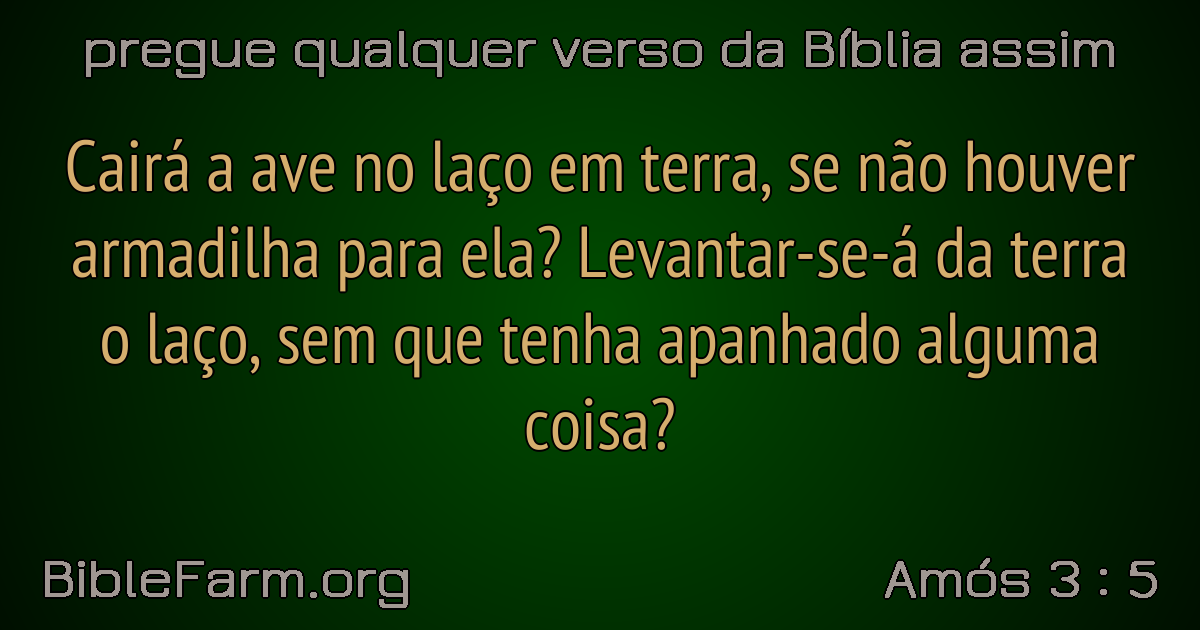 pregue qualquer verso da Bíblia assim
Cairá a ave no laço em terra, se não houver
armadilha para ela? Levantar-se-á da terra
o laço, sem que tenha apanhado alguma
coisa?
BibleFarm.org
Amós 3 : 5